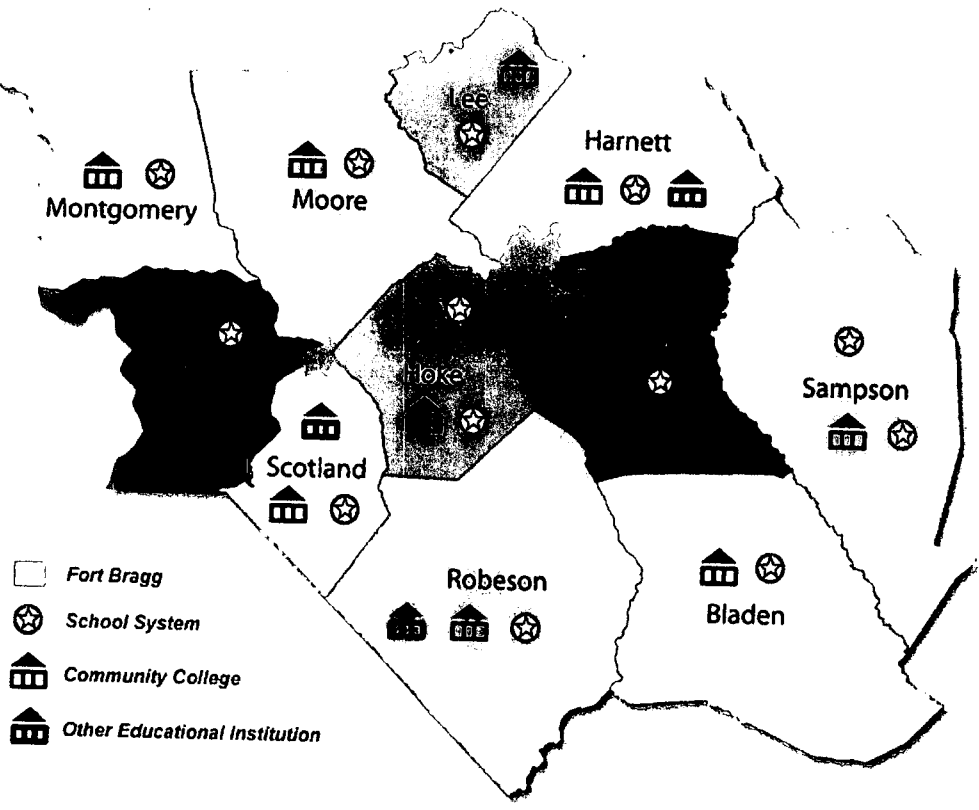 Lee
Harnett
Montgomery
Moore
Hoke
Sampson
Scotland
Robeson
Bladen
Fort Bragg
School System
Community College
Other Educational Institution